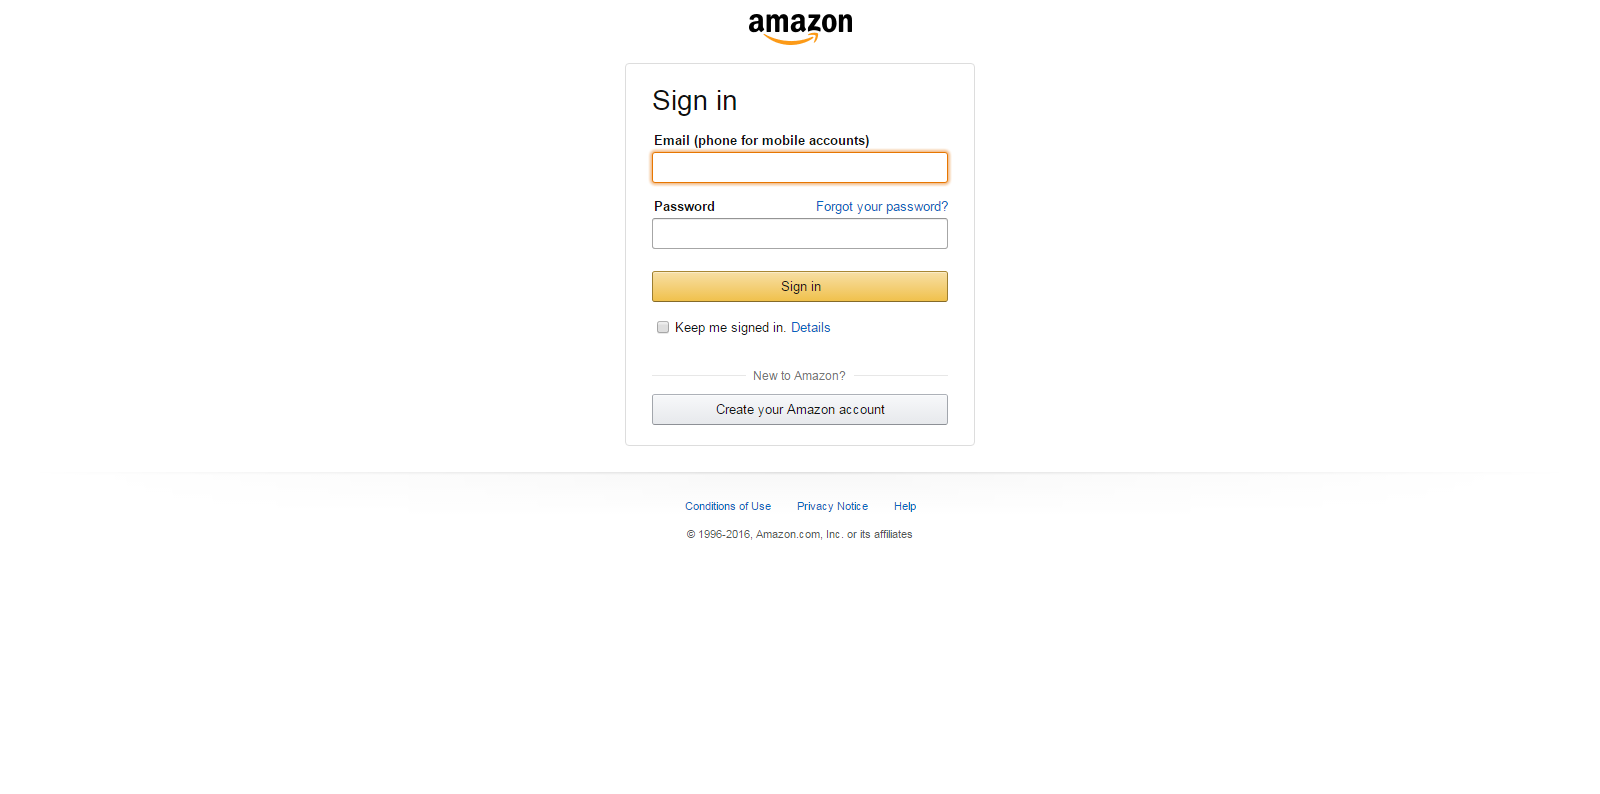 amazon
Sign in
Email (phone for mobile accounts)
Password Forgot your password?
Sign in
Keep me signed in. Details
New to Amazon?
Create your Amazon account
Conditions of Use Privacy Notice Help
© 1996-2016, Amazon.com, Inc. or its affiliates